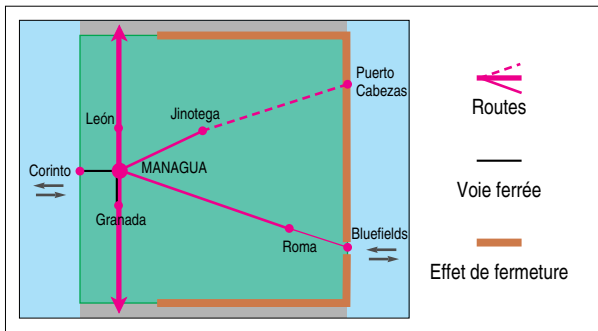 Puerto
Cabezas
León
Jinotega
Corinto
MANAGUA
Granada
Roma
Bluefields
Routes
Voie ferrée
Effet de fermeture